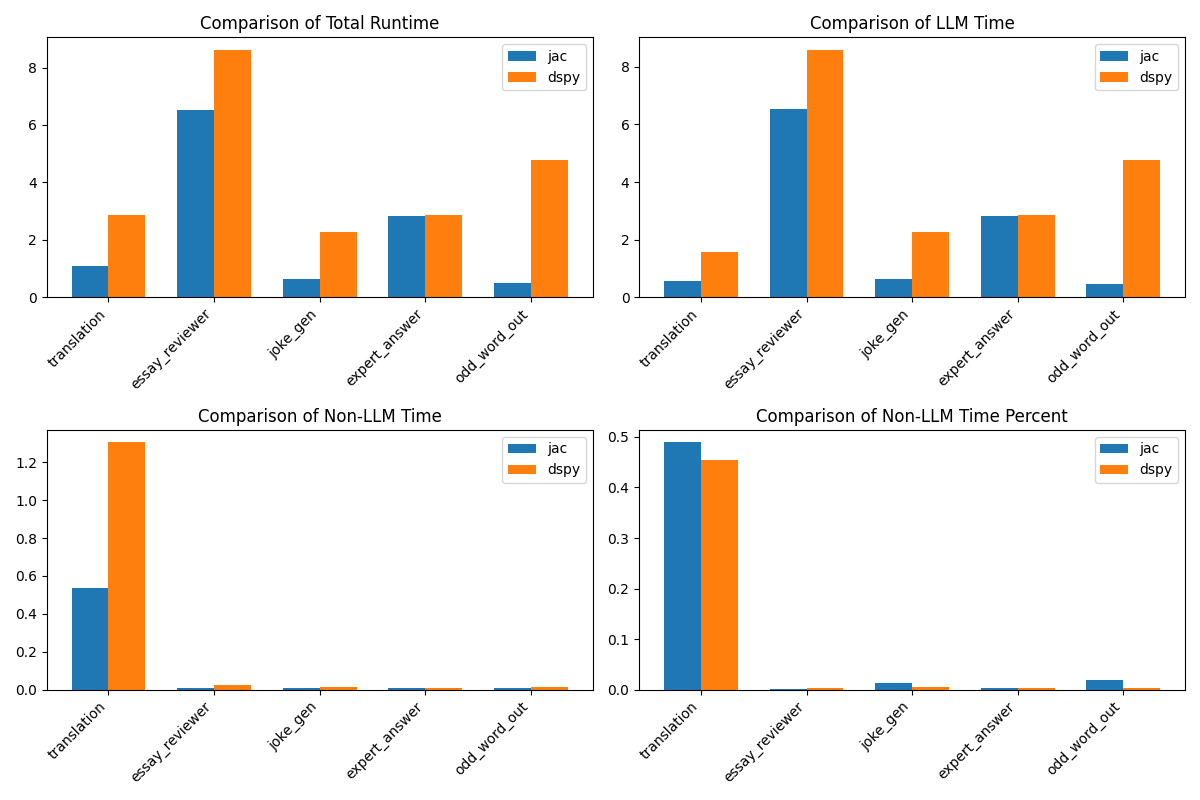 Comparison of Total Runtime
8
6
4
2
0
jac
dspy
translation
essay_reviewer
joke_gen
expert_answer
odd_word_out
Comparison of LLM Time
8
6
4
2
0
jac
dspy
translation
essay_reviewer
joke_gen
expert_answer
odd_word_out
Comparison of Non-LLM Time
1.2
1.0
0.8
0.6
0.4
0.2
0.0
jac
dspy
translation
essay_reviewer
joke_gen
expert_answer
odd_word_out
Comparison of Non-LLM Time Percent
0.5
0.4
0.3
0.2
0.1
0.0
jac
dspy
translation
essay_reviewer
joke_gen
expert_answer
odd_word_out